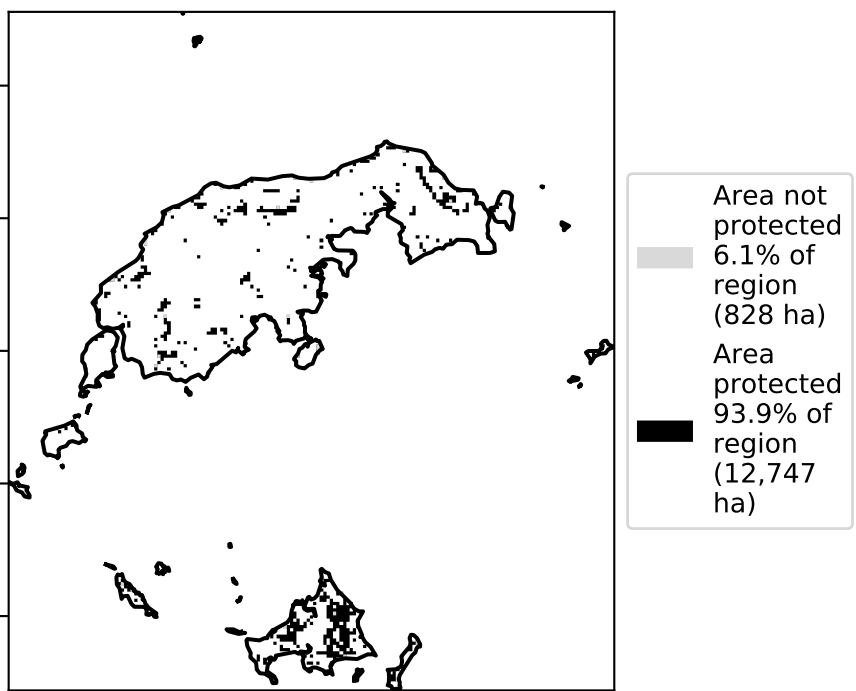 Area not
protected
6.1% of
region
(828 ha)
Area
protected
93.9% of
region
(12,747
ha)